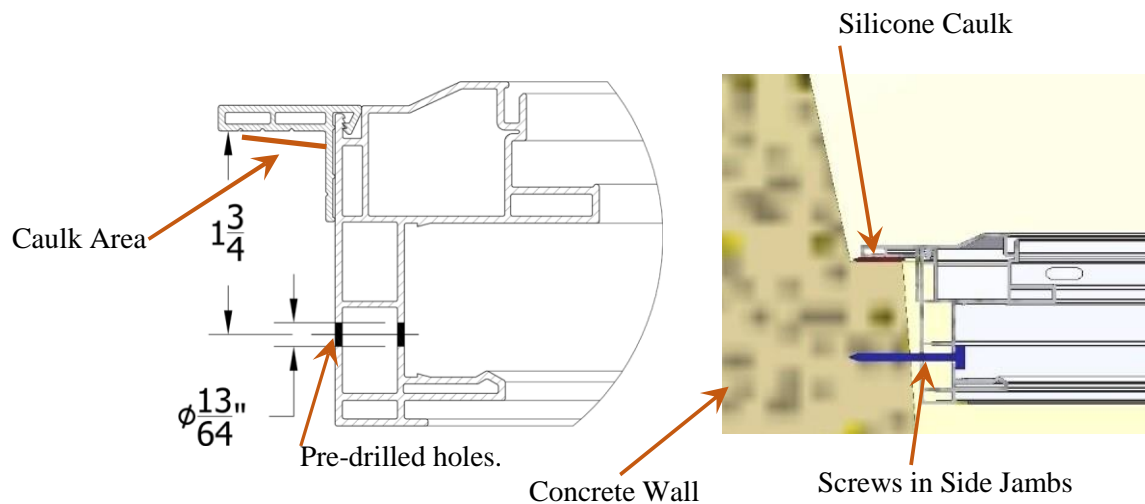 Silicone Caulk
Caulk Area
1 3/4
ϕ 13/64"
Pre-drilled holes.
Concrete Wall
Screws in Side Jambs